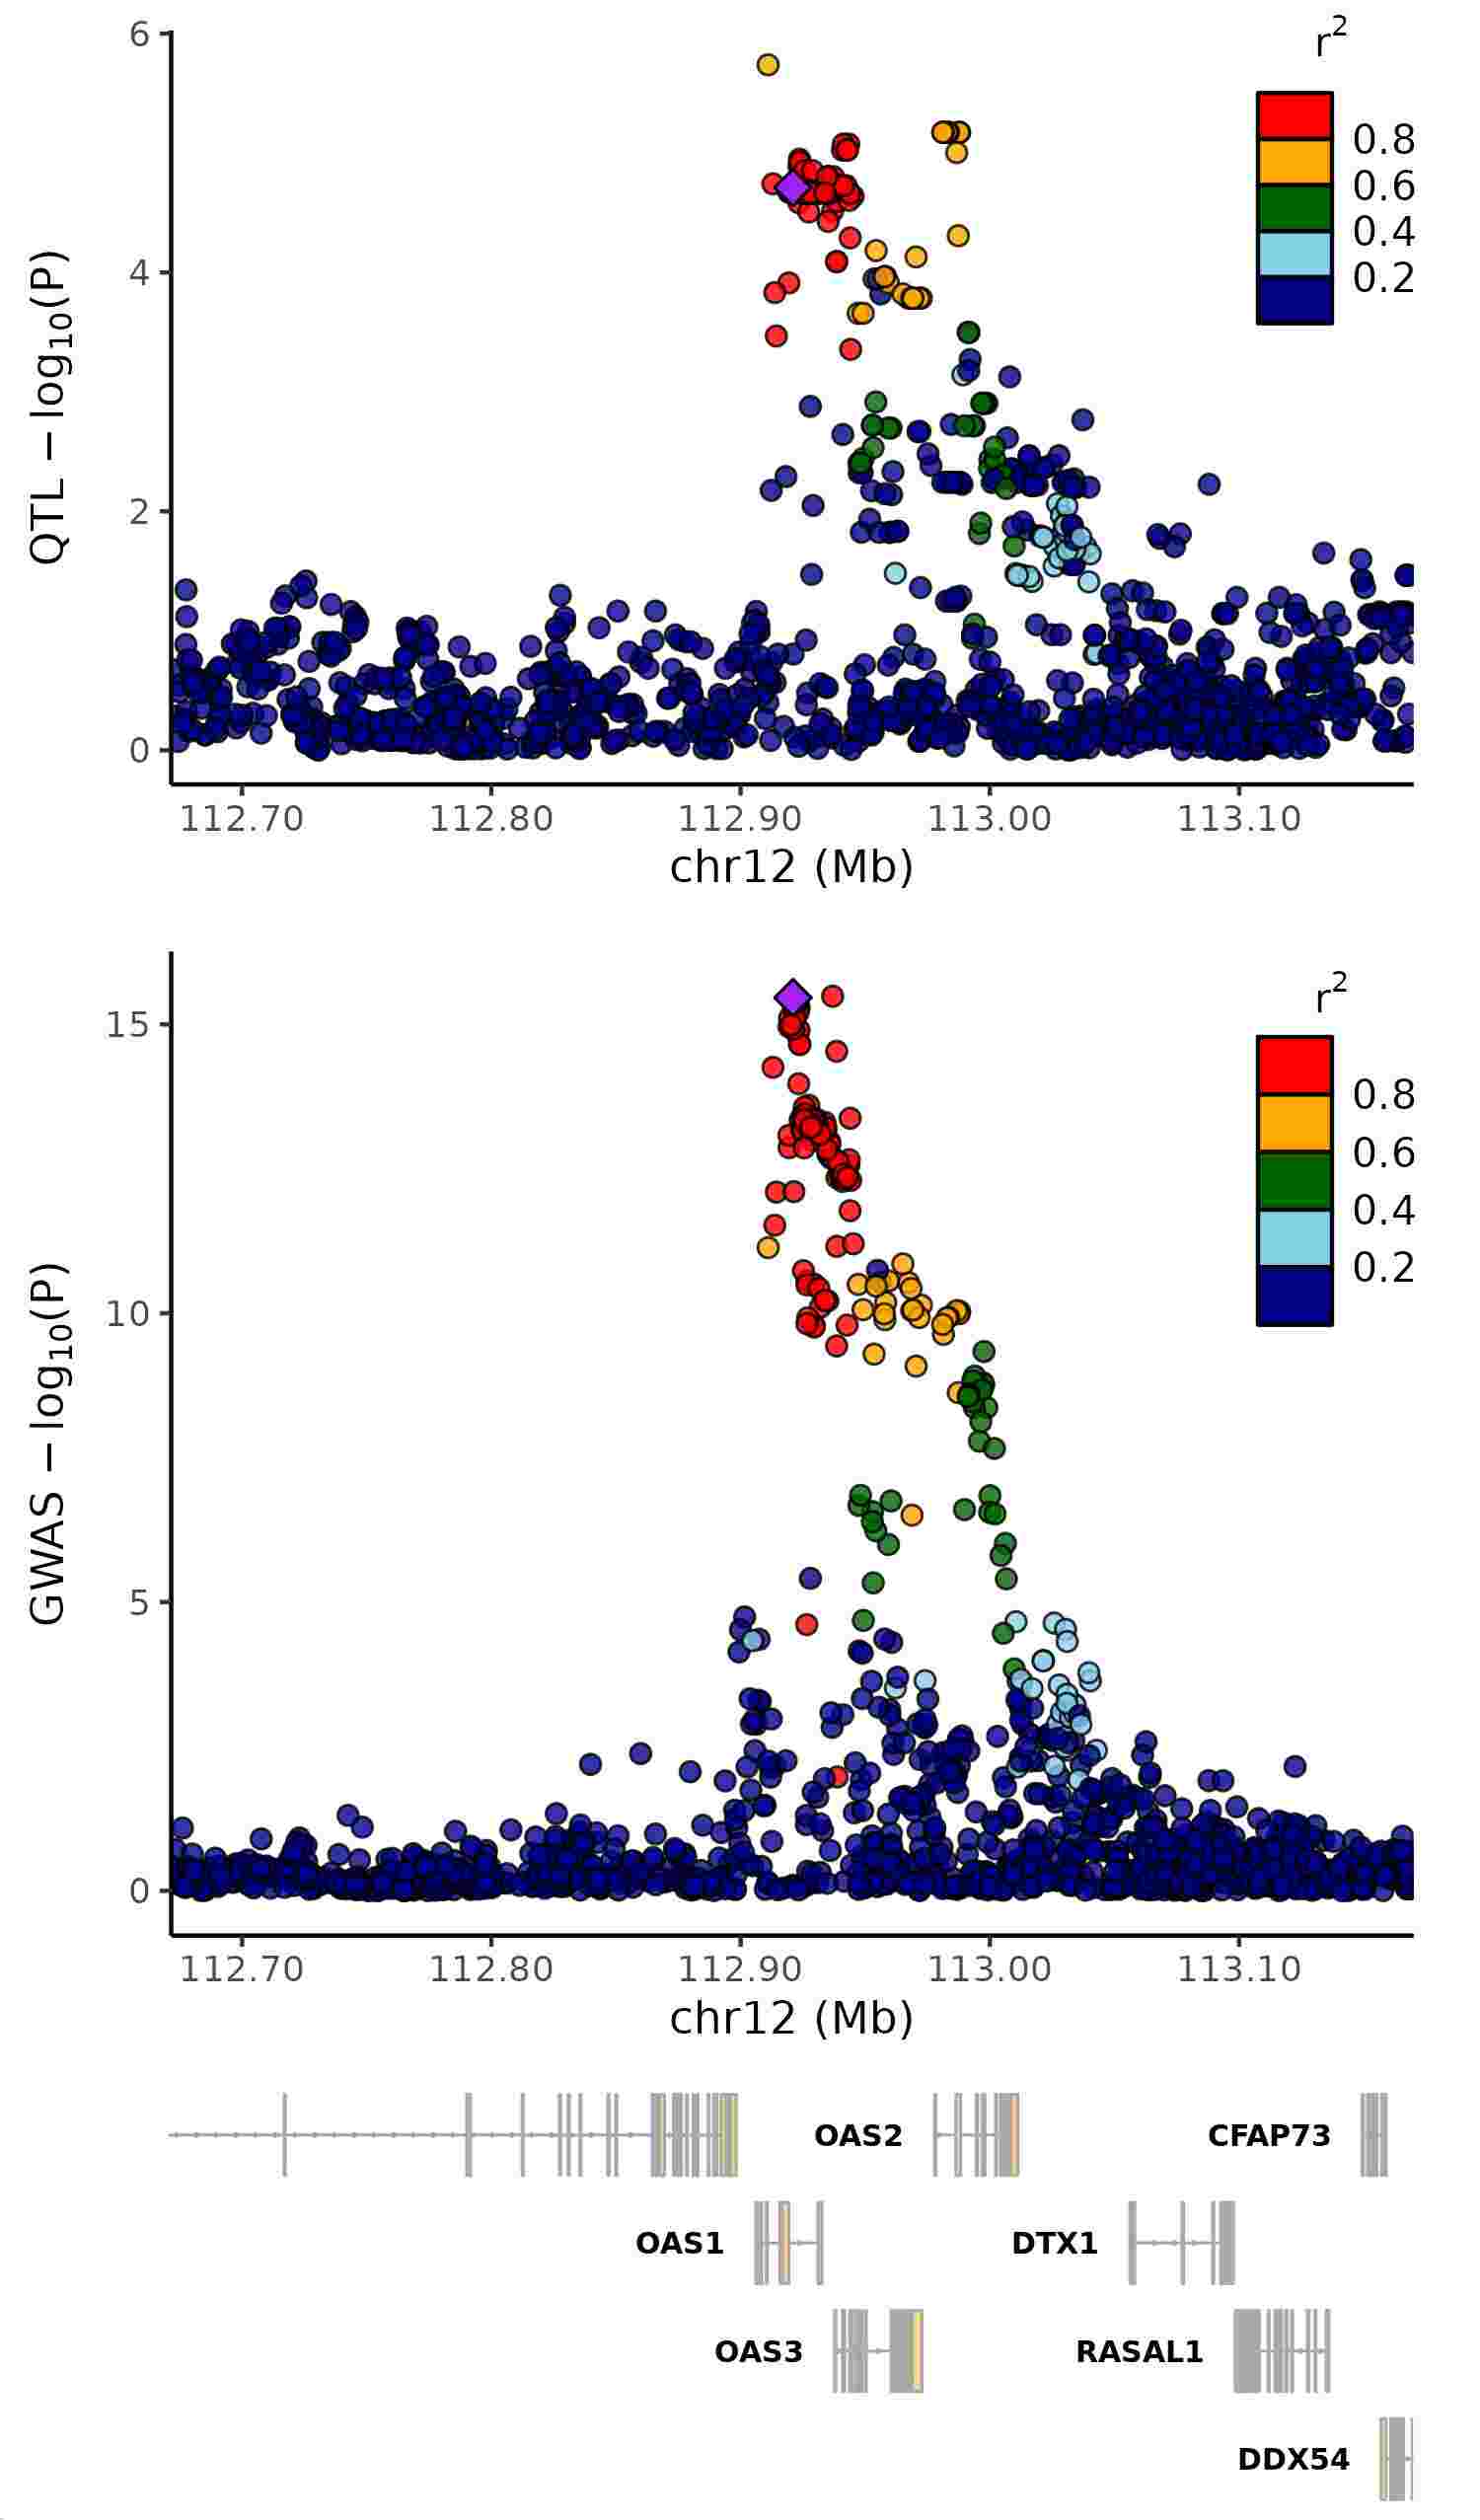 r²
6
4
2
0
QTL −log₁₀(P)
0.8
0.6
0.4
0.2
112.70 112.80 112.90 113.00 113.10
chr12 (Mb)
r²
15
10
5
0
GWAS −log₁₀(P)
0.8
0.6
0.4
0.2
112.70 112.80 112.90 113.00 113.10
chr12 (Mb)
OAS2 CFAP73
OAS1 DTX1
OAS3 RASAL1
DDX54